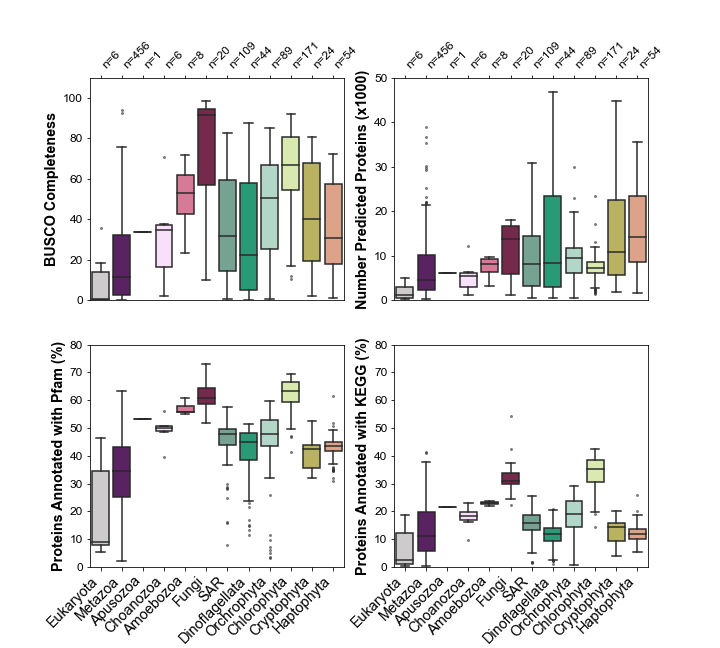 n=6 n=456 n=1 n=6 n=8 n=20 n=109 n=44 n=89 n=171 n=24 n=54
n=6 n=456 n=1 n=6 n=8 n=20 n=109 n=44 n=89 n=171 n=24 n=54
BUSCO Completeness
100
80
60
40
20
0
Number Predicted Proteins (x1000)
50
40
30
20
10
0
Proteins Annotated with Pfam (%)
80
70
60
50
40
30
20
10
0
Proteins Annotated with KEGG (%)
80
70
60
50
40
30
20
10
0
Eukaryota
Metazoa
Apusozoa
Choanozoa
Amoebozoa
Fungi
SAR
Dinoflagellata
Orchrophyta
Chlorophyta
Cryptophyta
Haptophyta
Eukaryota
Metazoa
Apusozoa
Choanozoa
Amoebozoa
Fungi
SAR
Dinoflagellata
Orchrophyta
Chlorophyta
Cryptophyta
Haptophyta